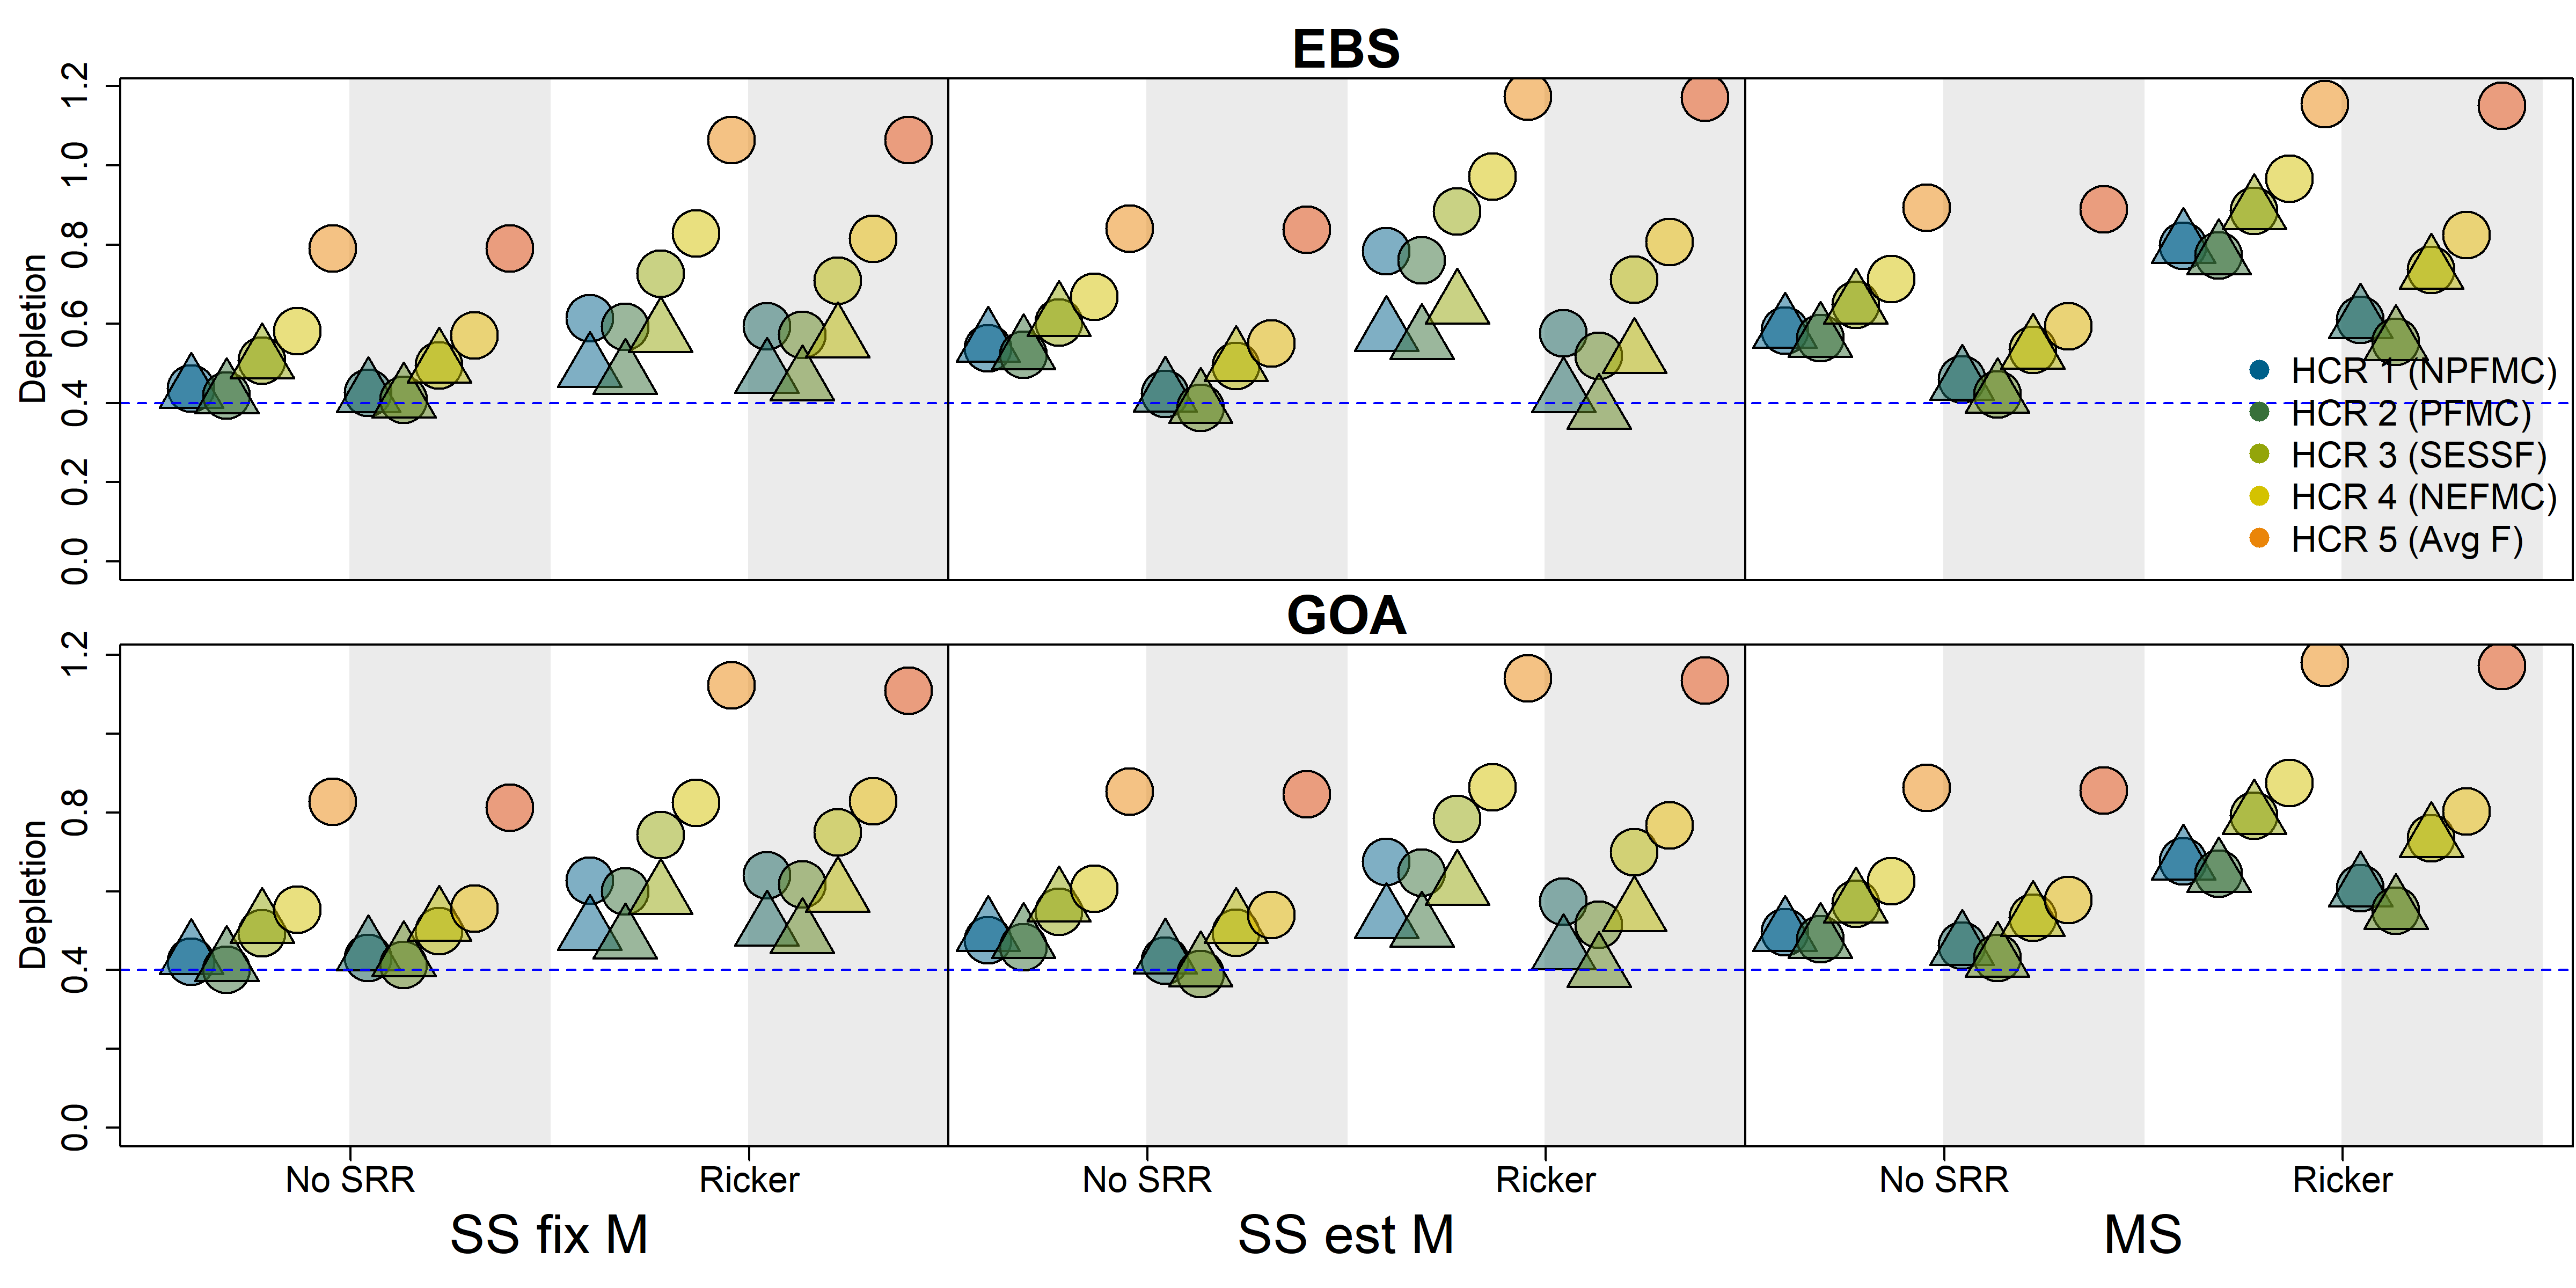 EBS
Depletion
1.2
1.0
0.8
0.6
0.4
0.2
0.0
HCR 1 (NPFMC)
HCR 2 (PFMC)
HCR 3 (SESSF)
HCR 4 (NEFMC)
HCR 5 (Avg F)
GOA
Depletion
1.2
0.8
0.4
0.0
No SRR Ricker No SRR Ricker No SRR Ricker
SS fix M SS est M MS